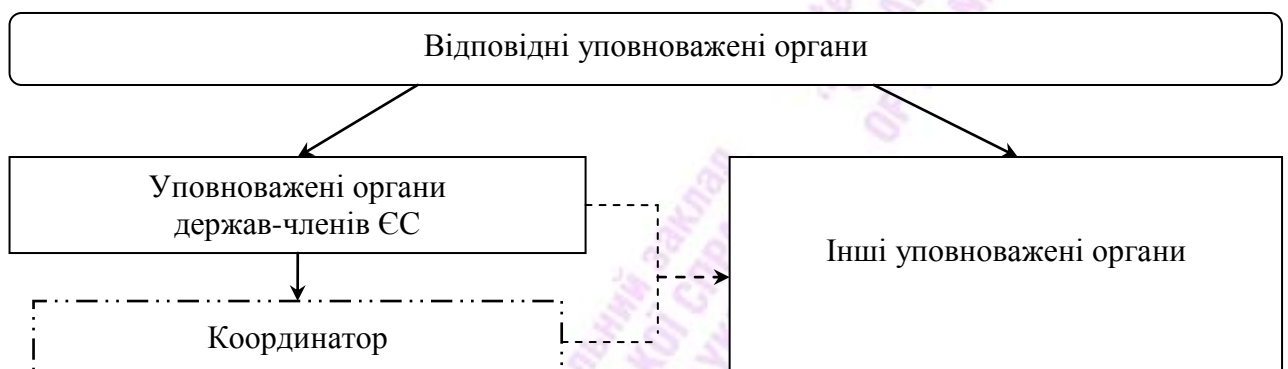 Відповідні уповноважені органи
Уповноважені органи
держав-членів ЄС
Інші уповноважені органи
Координатор